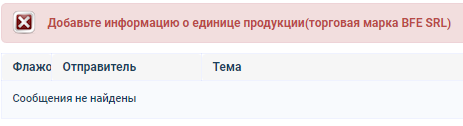 Добавьте информацию о единице продукции(торговая марка BFE SRL)
Флажо Отправитель Тема
Сообщения не найдены